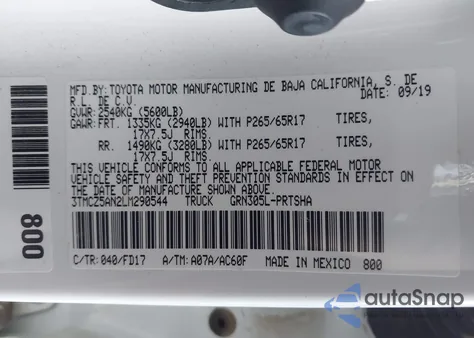 MFD.BY:TOYOTA MOTOR MANUFACTURING DE BAJA CALIFORNIA, S. DE
R.L. DE C.V. DATE: 09/19
GVWR:2540KG (5600LB)
GAWR:FRT. 1335KG (2940LB) WITH P265/65R17 TIRES,
17X7.5J RIMS.
RR. 1490KG (3280LB) WITH P265/65R17 TIRES,
17X7.5J RIMS.
THIS VEHICLE CONFORMS TO ALL APPLICABLE FEDERAL MOTOR
VEHICLE SAFETY AND THEFT PREVENTION STANDARDS IN EFFECT
ON THE DATE OF MANUFACTURE SHOWN ABOVE.
3TMCZ5AN2LM290544 TRUCK GRN305L-PRTSHA
C/TR:040/FD17 A/TM:A07A/AC60F MADE IN MEXICO 800
800
autoSnap